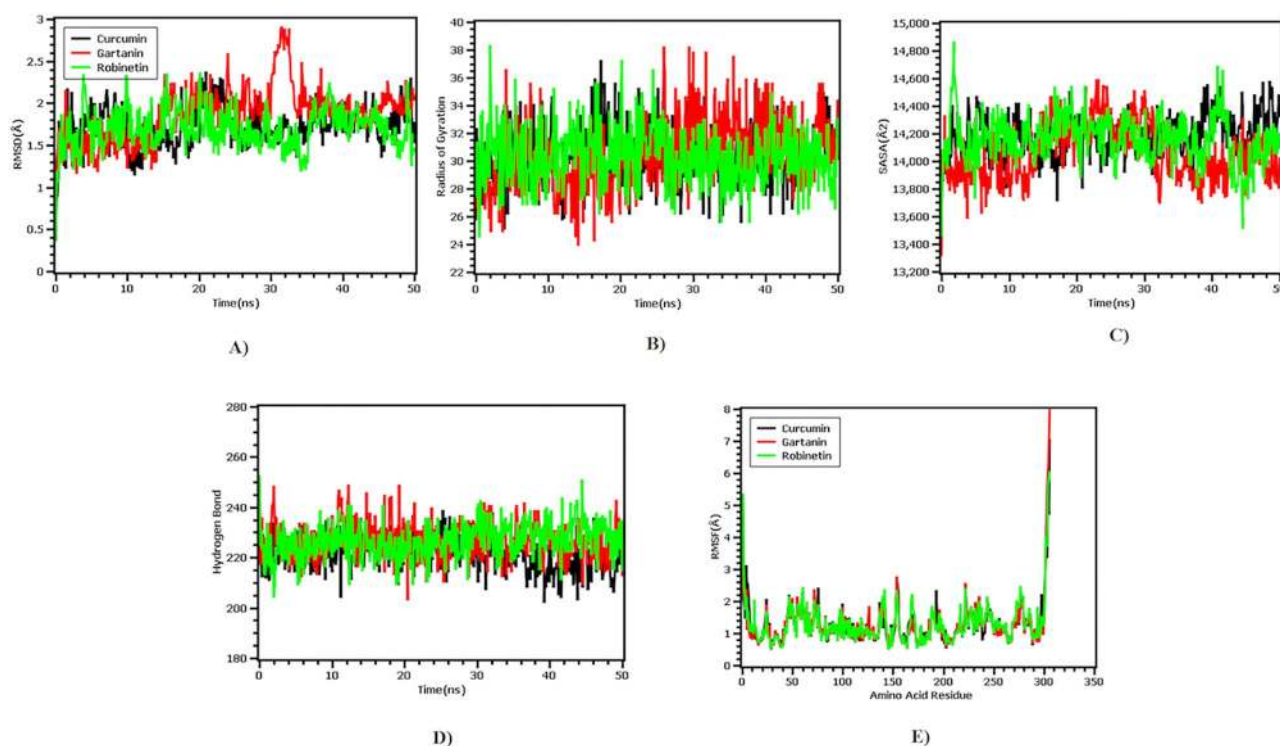 3
2.5
2
1.5
1
0.5
0
RMSD(Å)
Curcumin
Gartanin
Robinetin
0 10 20 30 40 50
Time(ns)
A)
40
38
36
34
32
30
28
26
24
22
Radius of Gyration
0 10 20 30 40 50
Time(ns)
B)
15,000
14,800
14,600
14,400
14,200
14,000
13,800
13,600
13,400
13,200
SASA(Å2)
0 10 20 30 40 50
Time(ns)
C)
280
260
240
220
200
180
Hydrogen Bond
0 10 20 30 40 50
Time(ns)
D)
8
7
6
5
4
3
2
1
0
RMSF(Å)
Curcumin
Gartanin
Robinetin
0 50 100 150 200 250 300 350
Amino Acid Residue
E)